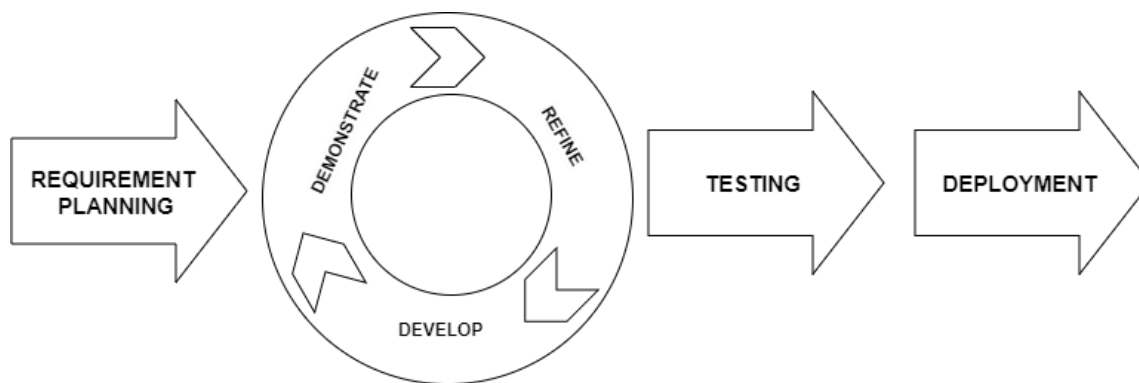 REQUIREMENT
PLANNING
DEMONSTRATE
REFINE
DEVELOP
TESTING
DEPLOYMENT